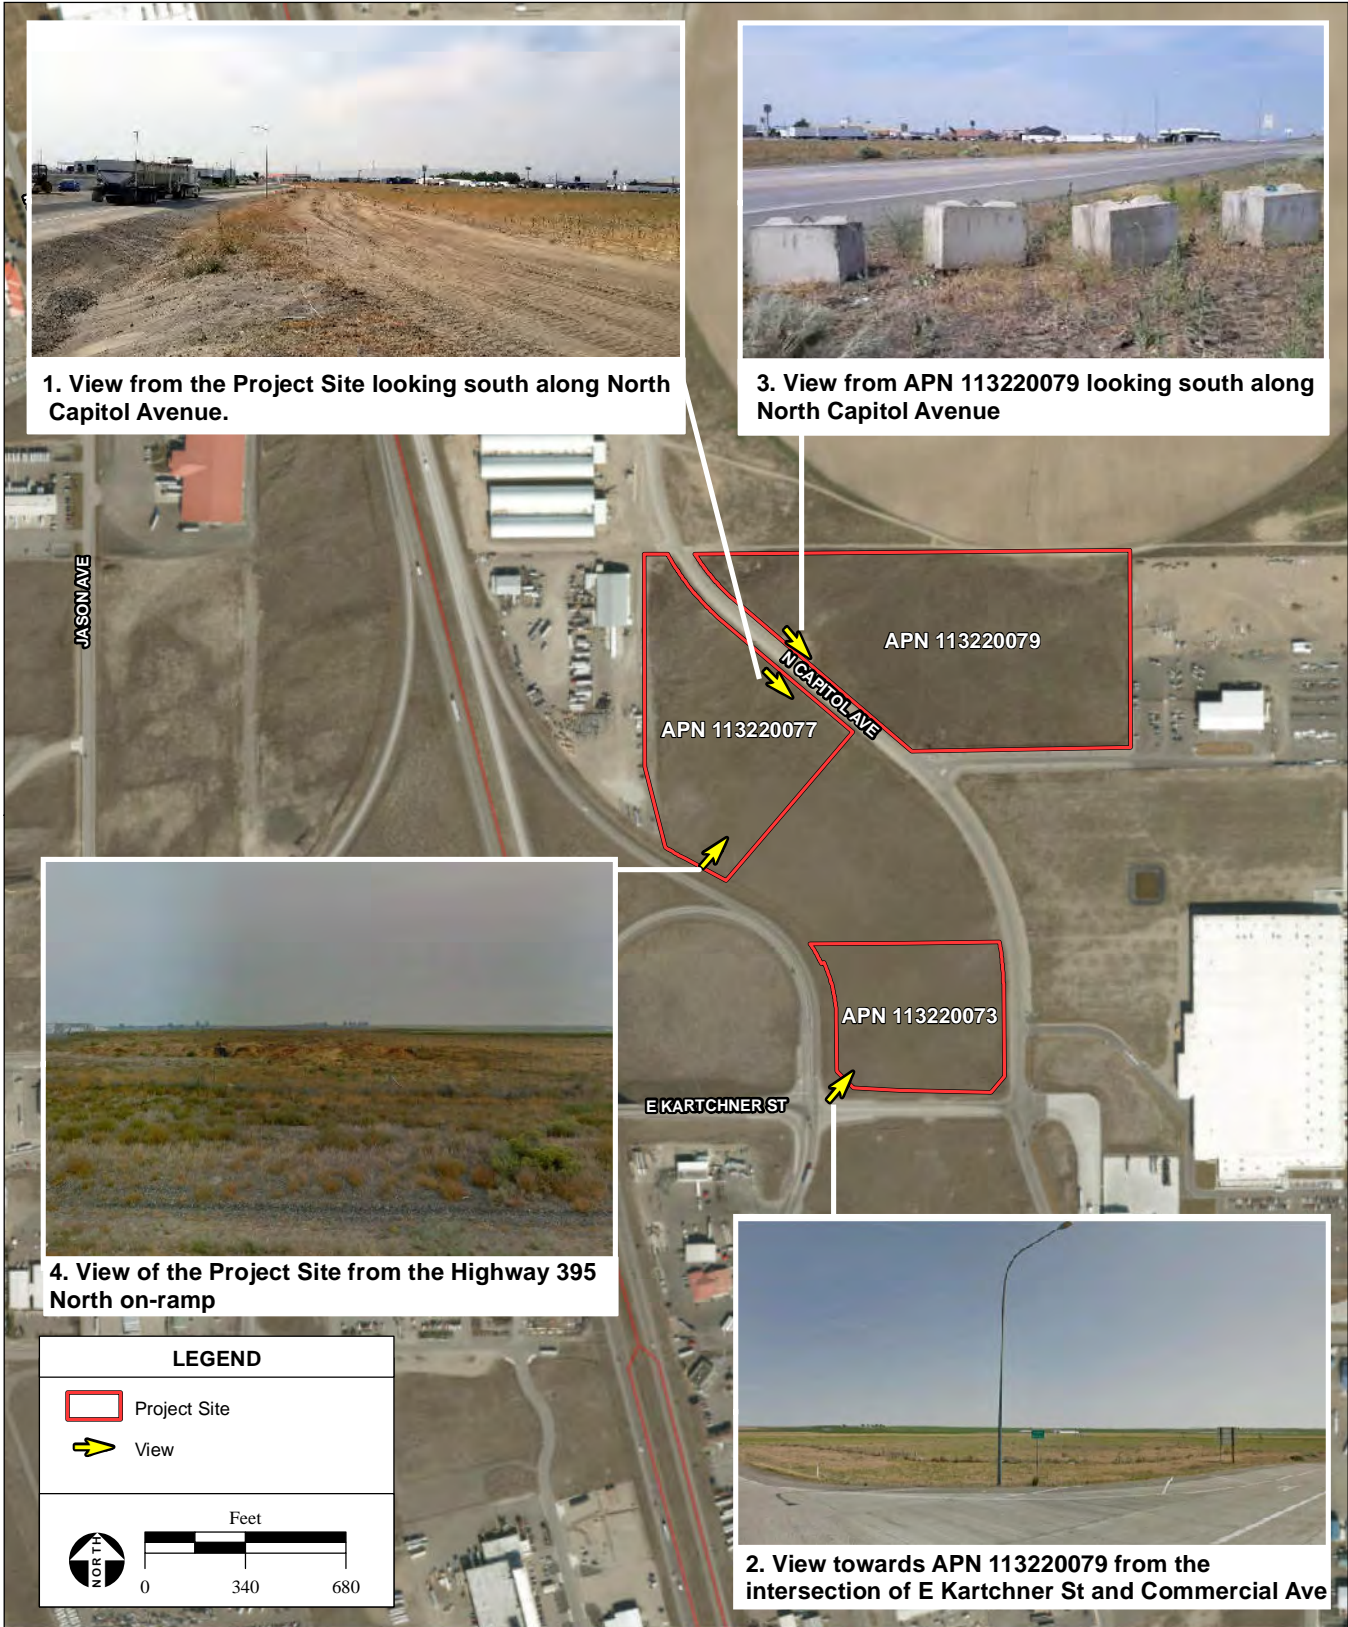 1. View from the Project Site looking south along North
Capitol Avenue.
3. View from APN 113220079 looking south along
North Capitol Avenue
JASON AVE
APN 113220079
N CAPITOL AVE
APN 113220077
APN 113220073
E KARTCHNER ST
4. View of the Project Site from the Highway 395
North on-ramp
2. View towards APN 113220079 from the
intersection of E Kartchner St and Commercial Ave
LEGEND
Project Site
View
Feet
NORTH
0 340 680